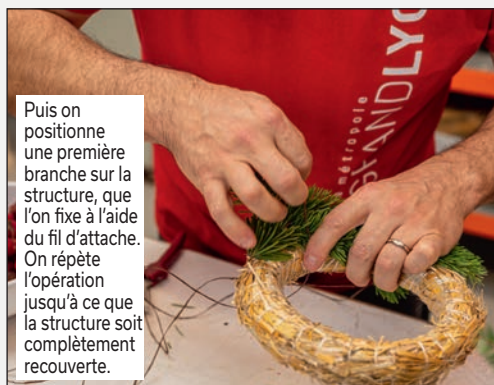 Puis on
positionne
une première
branche sur la
structure, que
l'on fixe à l'aide
du fil d'attache.
On répète
l'opération
jusqu'à ce que
la structure soit
complètement
recouverte.
métropole
GRANDLYO